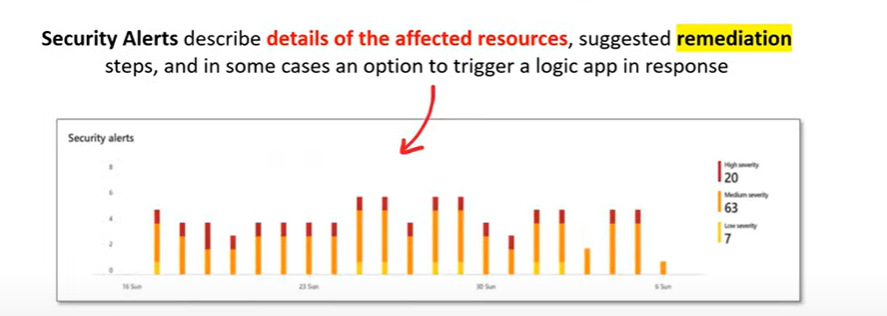 Security Alerts describe details of the affected resources, suggested remediation
steps, and in some cases an option to trigger a logic app in response
Security alerts
8
6
4
2
0
16 Sun
23 Sun
30 Sun
6 Sun
High severity
20
Medium severity
63
Low severity
7